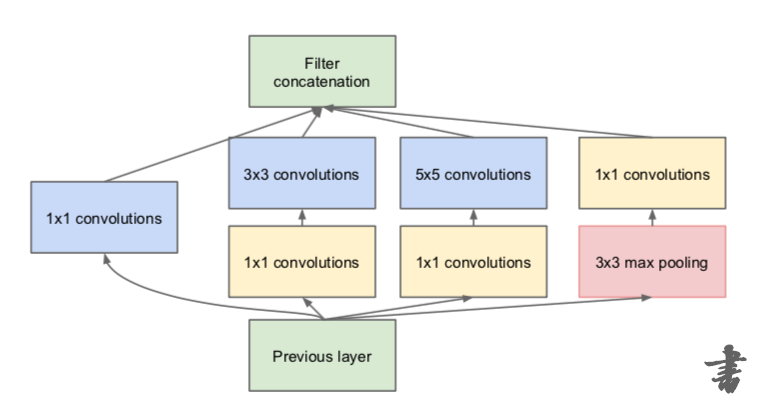 Filter
concatenation
3x3 convolutions
5x5 convolutions
1x1 convolutions
1x1 convolutions
1x1 convolutions
1x1 convolutions
3x3 max pooling
Previous layer
書